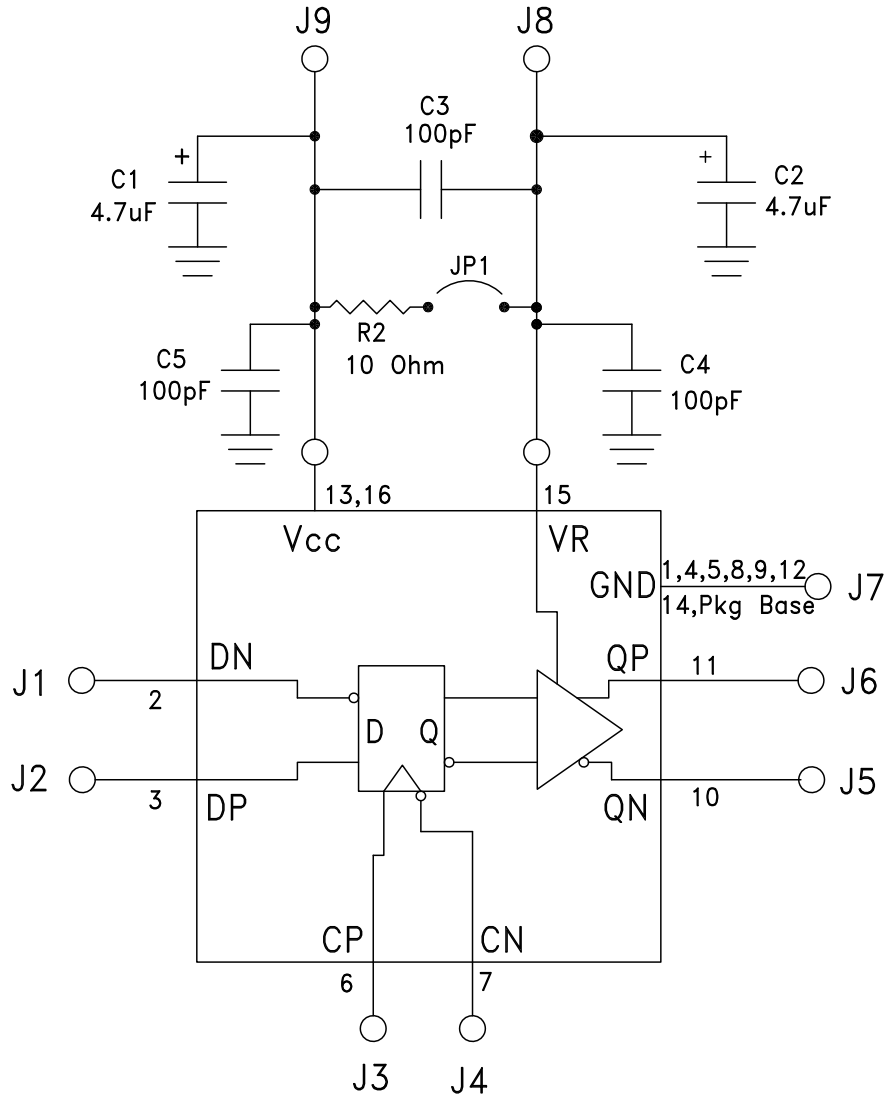 J9
J8
C3
100pF
+
+
C1
4.7uF
C2
4.7uF
JP1
R2
10 Ohm
C5
100pF
C4
100pF
13,16
15
Vcc
VR
GND
1,4,5,8,9,12
14,Pkg Base
J7
DN
QP
J1
2
11
J6
D
Q
J2
3
DP
QN
10
J5
CP
CN
6
7
J3
J4